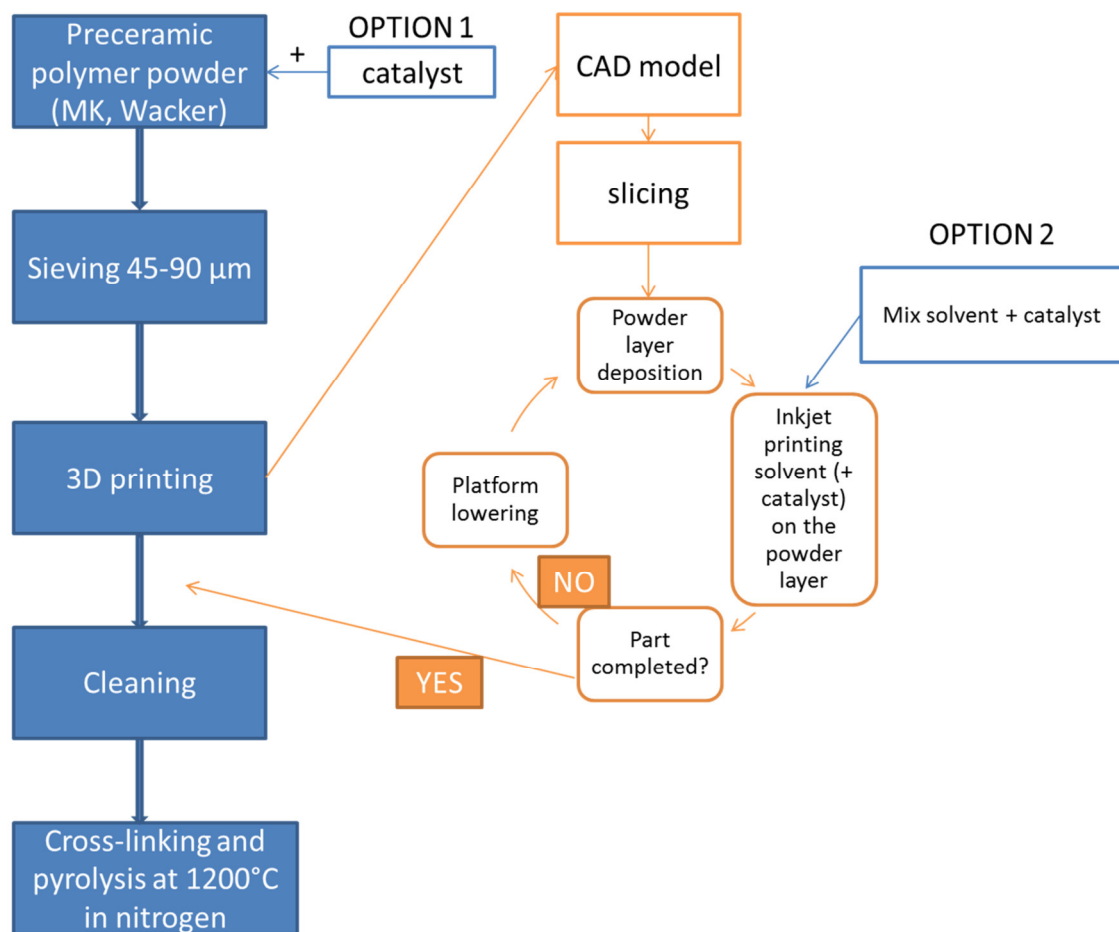 Preceramic
polymer powder
(MK, Wacker)
+
OPTION 1
catalyst
Sieving 45-90 µm
3D printing
Cleaning
Cross-linking and
pyrolysis at 1200°C
in nitrogen
CAD model
slicing
Powder
layer
deposition
OPTION 2
Mix solvent + catalyst
Inkjet
printing
solvent (+
catalyst)
on the
powder
layer
Part
completed?
NO
Platform
lowering
YES